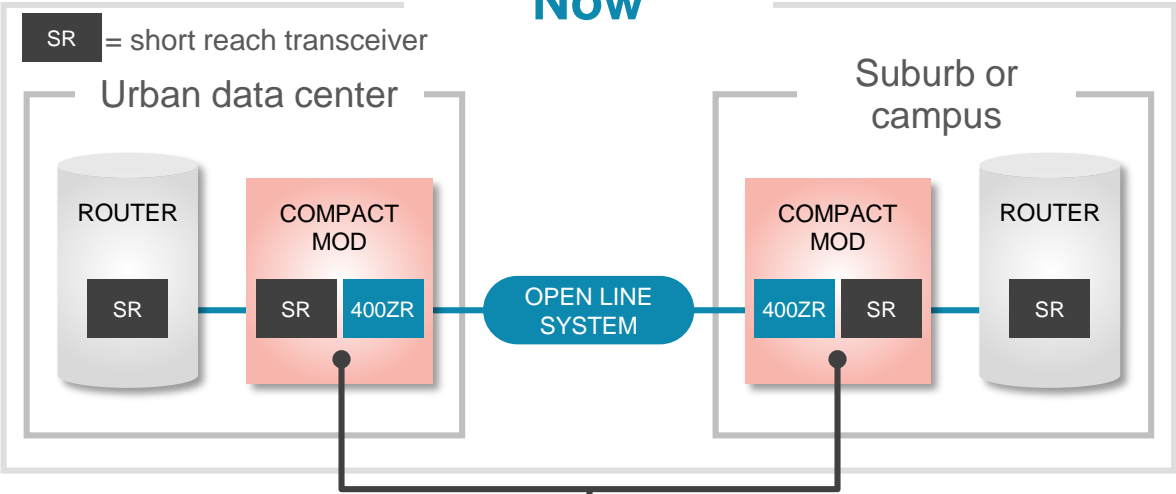 Now
SR = short reach transceiver
Urban data center
Suburb or
campus
ROUTER
COMPACT
MOD
COMPACT
MOD
ROUTER
SR
SR
400ZR
OPEN LINE
SYSTEM
400ZR
SR
SR